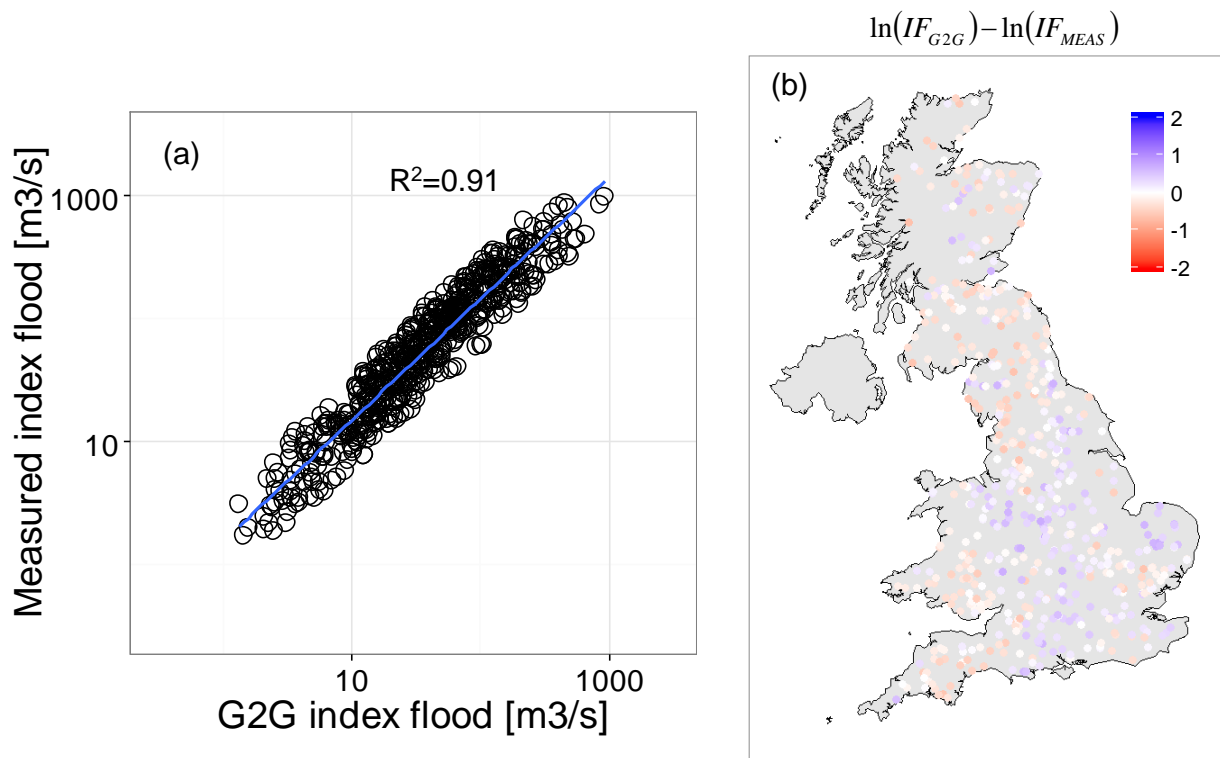 ln(IF_G2G) − ln(IF_MEAS)
(a)
R²=0.91
Measured index flood [m3/s]
1000
10
10
1000
G2G index flood [m3/s]
(b)
2
1
0
-1
-2